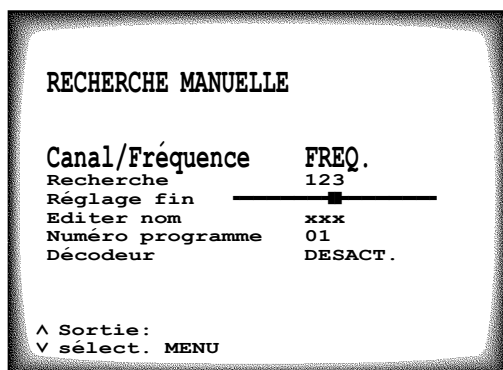 RECHERCHE MANUELLE
Canal/Fréquence FREQ.
Recherche 123
Réglage fin
Editer nom xxx
Numéro programme 01
Décodeur DESACT.
∧ Sortie:
∨ sélect. MENU